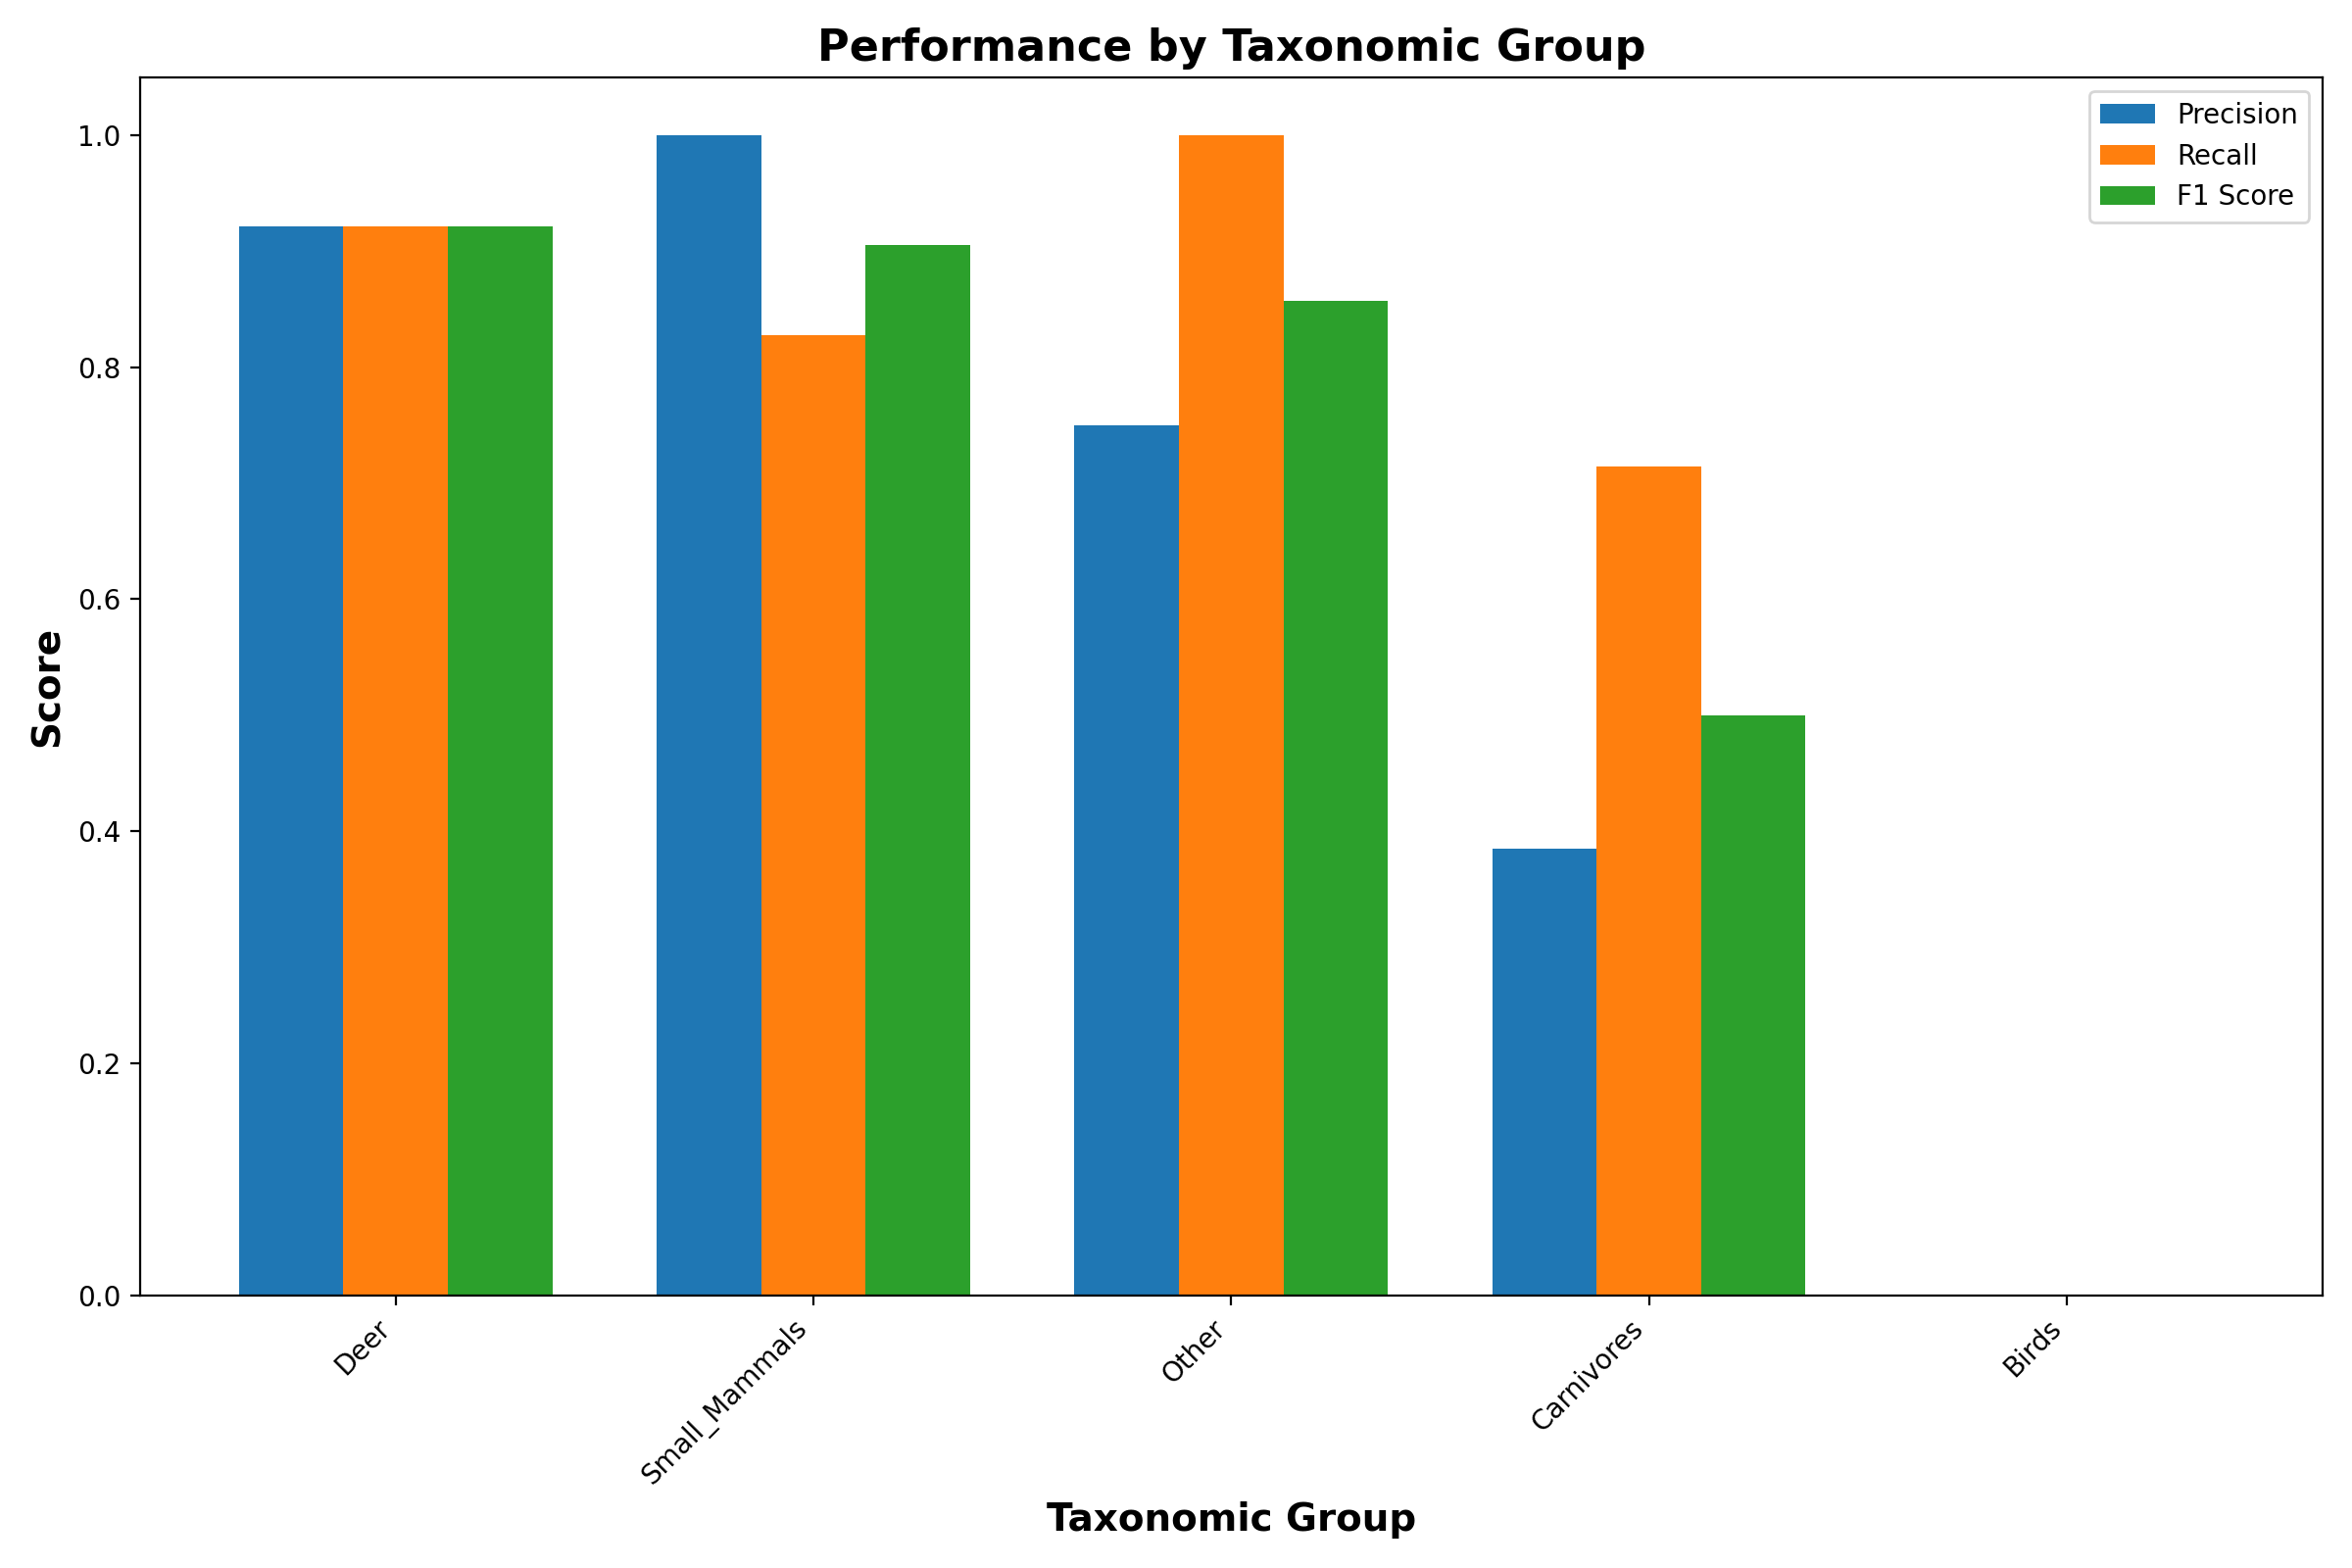 Performance by Taxonomic Group
Precision
Recall
F1 Score
1.0
0.8
0.6
0.4
0.2
0.0
Score
Deer
Small_Mammals
Other
Carnivores
Birds
Taxonomic Group